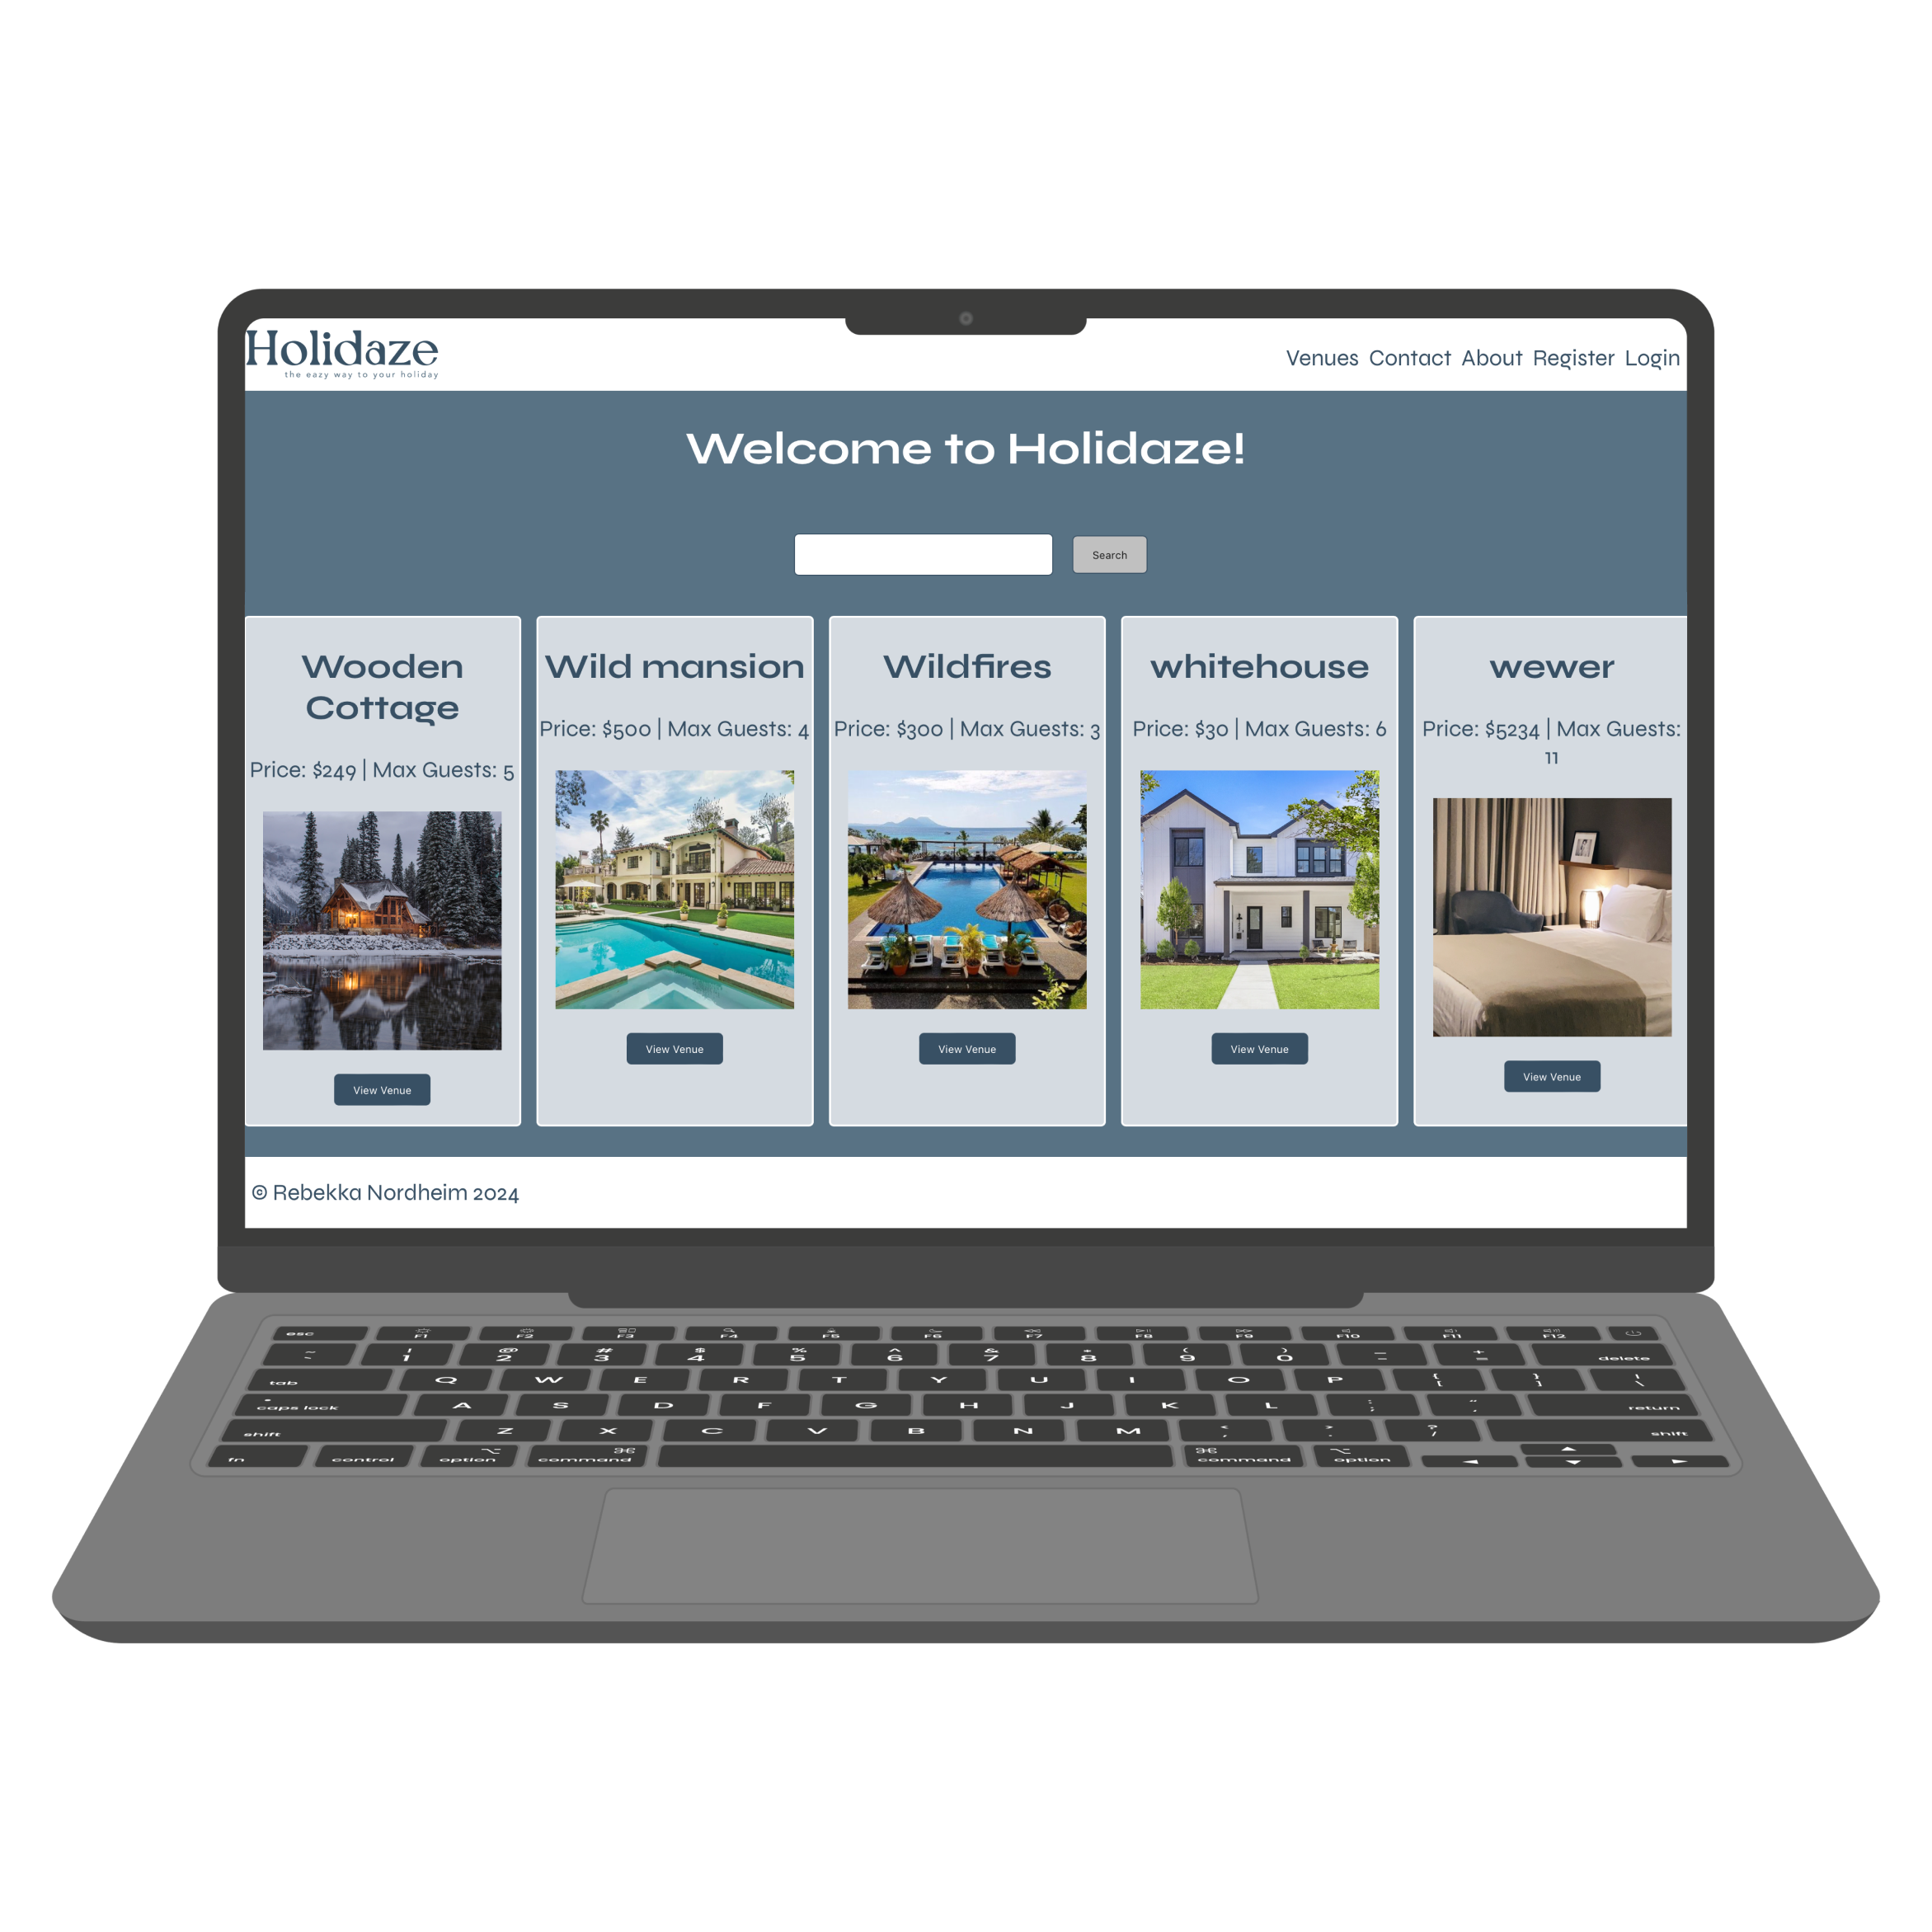 Holidaze
the eazy way to your holiday
Venues Contact About Register Login
Welcome to Holidaze!
Search
Wooden
Cottage
Price: $249 | Max Guests: 5
View Venue
Wild mansion
Price: $500 | Max Guests: 4
View Venue
Wildfires
Price: $300 | Max Guests: 3
View Venue
whitehouse
Price: $30 | Max Guests: 6
View Venue
wewer
Price: $5234 | Max Guests:
11
View Venue
© Rebekka Nordheim 2024
esc F1 F2 F3 F4 F5 F6 F7 F8 F9 F10 F11 F12
~ ! @ # $ % ^ & * ( ) _ +
` 1 2 3 4 5 6 7 8 9 0 - = delete
tab Q W E R T Y U I O P { [ } ] | \
caps lock A S D F G H J K L : ; " ' return
shift Z X C V B N M < , > . ? / shift
fn control option command command option